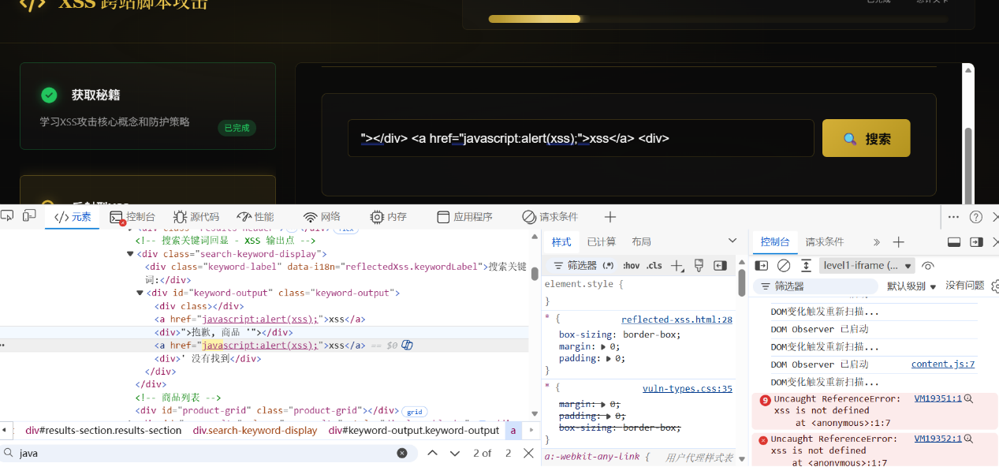 </> XSS 跨站脚本攻击
已完成 总计关卡
获取秘籍
学习XSS攻击核心概念和防护策略
已完成
"></div> <a href="javascript:alert(xss);">xss</a> <div>
搜索
元素 控制台 源代码 性能 网络 内存 应用程序 请求条件
<!-- 搜索关键词回显 - XSS 输出点 -->
<div class="search-keyword-display">
<div class="keyword-label" data-i18n="reflectedXss.keywordLabel">搜索关键
词:</div>
<div id="keyword-output" class="keyword-output">
<div class></div>
<a href="javascript:alert(xss);">xss</a>
<div>">抱歉, 商品 '"></div>
<a href="javascript:alert(xss);">xss</a> == $0
<div>' 没有找到</div>
</div>
</div>
<!-- 商品列表 -->
<div id="product-grid" class="product-grid"></div> grid
div#results-section.results-section div.search-keyword-display div#keyword-output.keyword-output a
java 2 of 2
样式 已计算 布局
筛选器 (.*) :hov .cls
element.style {
}
* { reflected-xss.html:28
box-sizing: border-box;
margin: 0;
padding: 0;
}
* { vuln-types.css:35
margin: 0;
padding: 0;
box-sizing: border-box;
}
a:-webkit-any-link { 用户代理样式表
控制台 请求条件
level1-iframe (...
筛选器 默认级别 没有问题
DOM变化触发重新扫描...
DOM Observer 已启动
DOM变化触发重新扫描...
DOM Observer 已启动 content.js:7
DOM变化触发重新扫描...
9 Uncaught ReferenceError: VM19351:1
xss is not defined
at <anonymous>:1:7
Uncaught ReferenceError: VM19352:1
xss is not defined
at <anonymous>:1:7